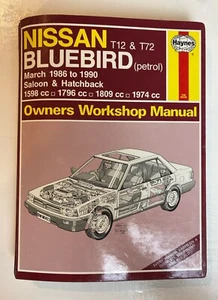 NISSAN T12 & T72
BLUEBIRD (petrol)
Haynes
March 1986 to 1990
Saloon & Hatchback
1598 cc □ 1796 cc □ 1809 cc □ 1974 cc
Owners Workshop Manual